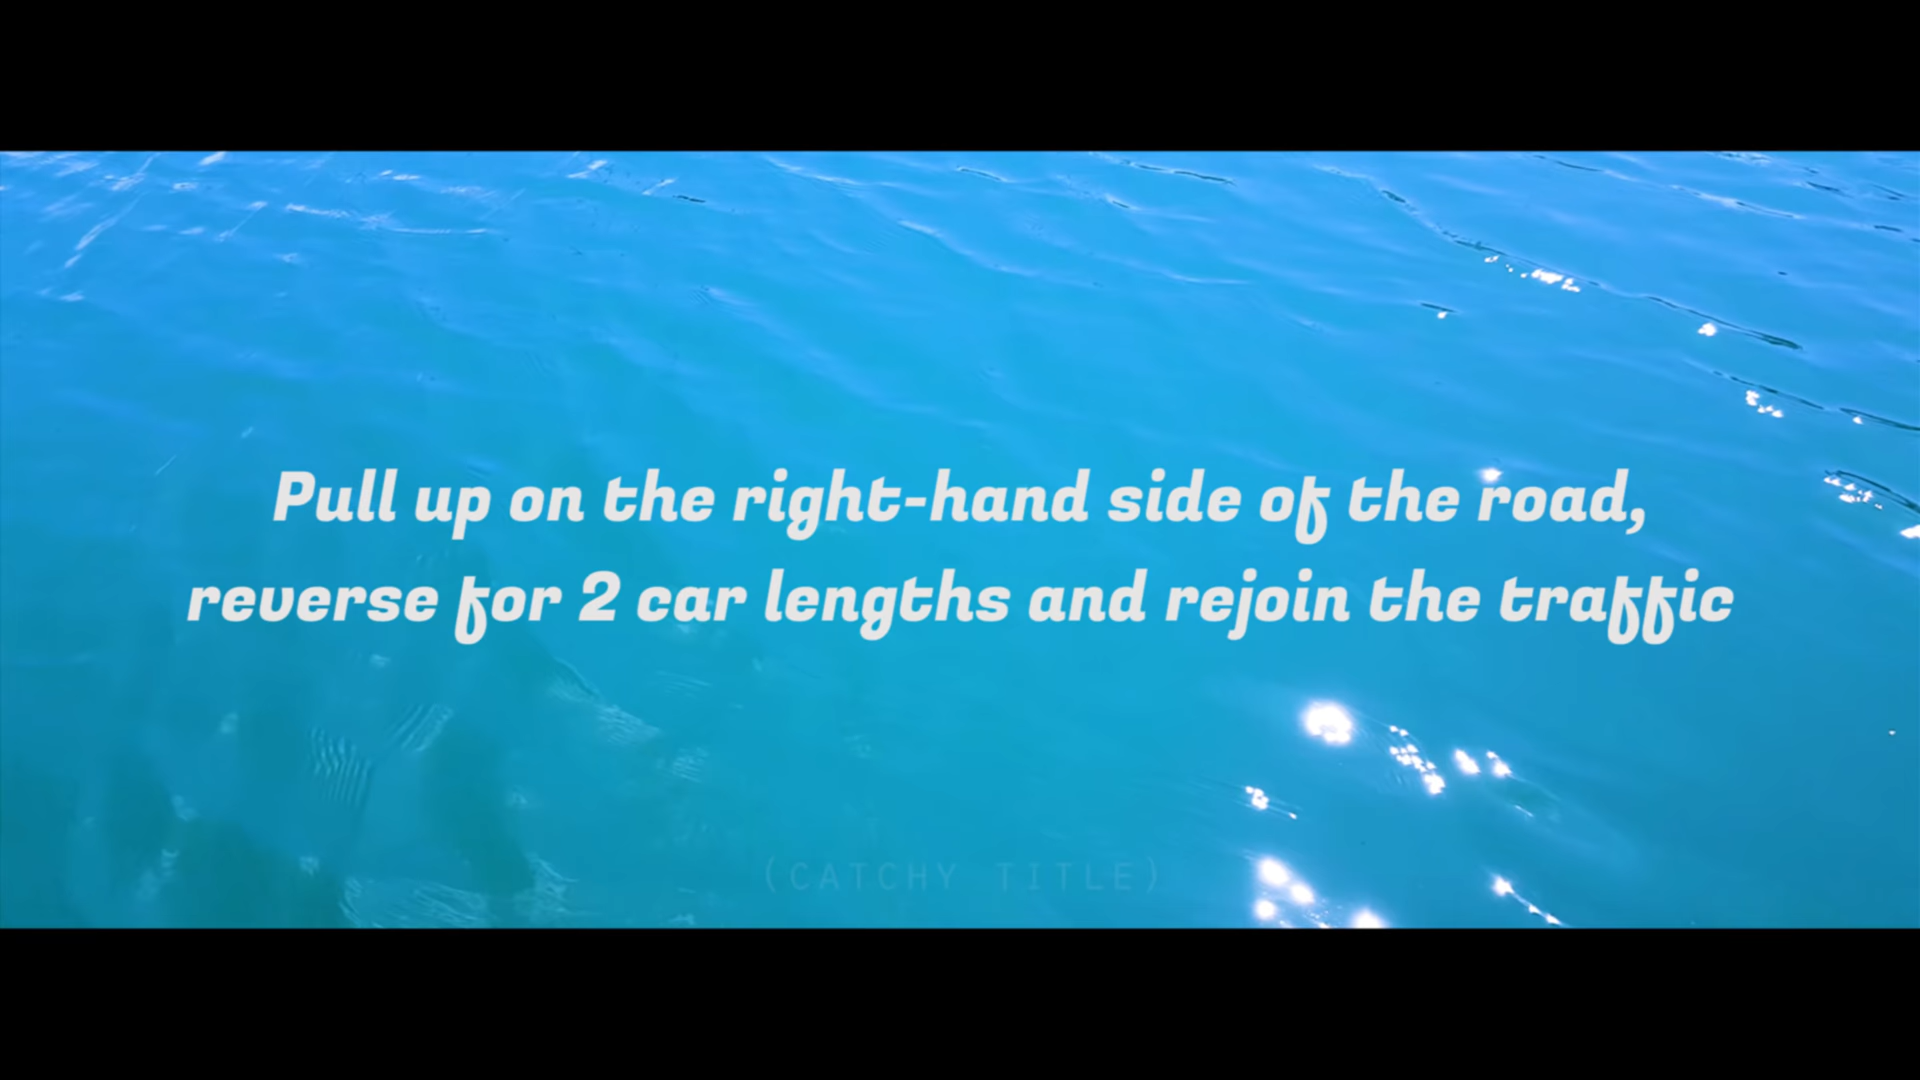 Pull up on the right-hand side of the road,
reverse for 2 car lengths and rejoin the traffic
(CATCHY TITLE)